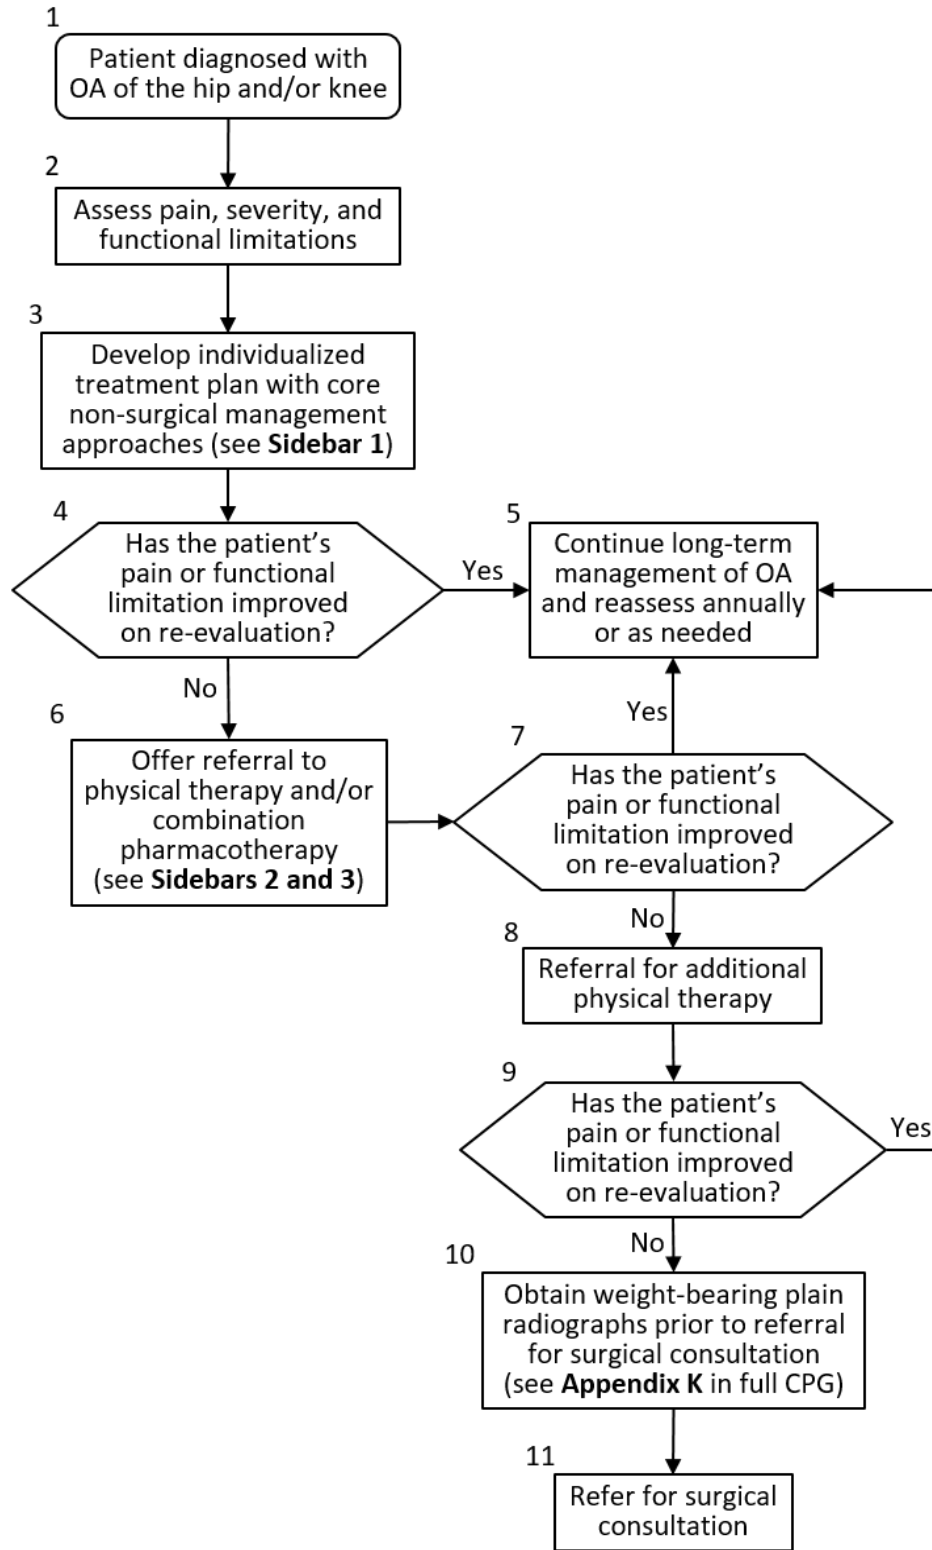 1
Patient diagnosed with
OA of the hip and/or knee
2
Assess pain, severity, and
functional limitations
3
Develop individualized
treatment plan with core
non-surgical management
approaches (see Sidebar 1)
4
Has the patient's
pain or functional
limitation improved
on re-evaluation?
Yes
5
Continue long-term
management of OA
and reassess annually
or as needed
No
6
Offer referral to
physical therapy and/or
combination
pharmacotherapy
(see Sidebars 2 and 3)
Yes
7
Has the patient's
pain or functional
limitation improved
on re-evaluation?
No
8
Referral for additional
physical therapy
9
Has the patient's
pain or functional
limitation improved
on re-evaluation?
Yes
No
10
Obtain weight-bearing plain
radiographs prior to referral
for surgical consultation
(see Appendix K in full CPG)
11
Refer for surgical
consultation